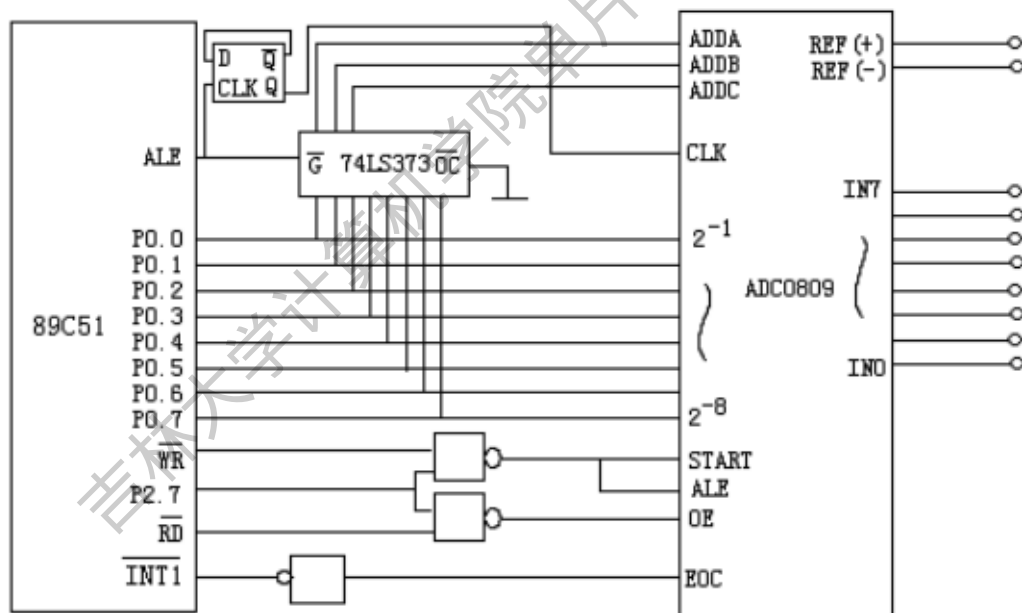 D Q̅
CLK Q
ADDA
ADDB
ADDC
REF(+)
REF(-)
ALE
G̅ 74LS373 O̅C̅
CLK
IN7
P0.0
P0.1
P0.2
P0.3
P0.4
P0.5
P0.6
P0.7
2⁻¹
ADC0809
89C51
IN0
2⁻⁸
W̅R̅
P2.7
R̅D̅
I̅N̅T̅1̅
START
ALE
OE
EOC
吉林大学计算机学院单片